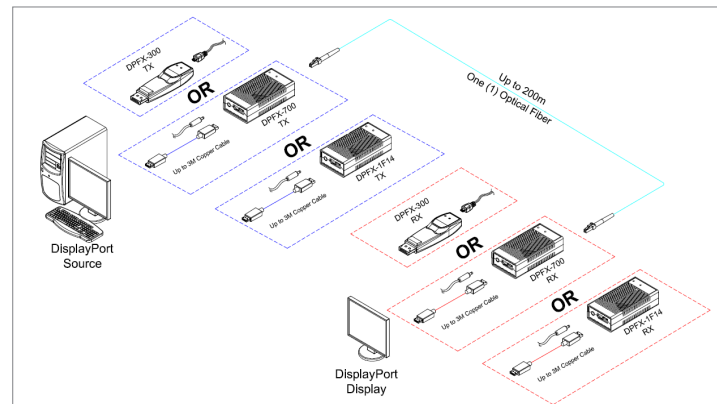 DPFX-300
TX
OR
DPFX-700
TX
Up to 3M Copper Cable
OR
DPFX-1F14
TX
Up to 3M Copper Cable
Up to 200m
One (1) Optical Fiber
DisplayPort
Source
DPFX-300
RX
OR
DPFX-700
RX
Up to 3M Copper Cable
OR
DPFX-1F14
RX
Up to 3M Copper Cable
DisplayPort
Display